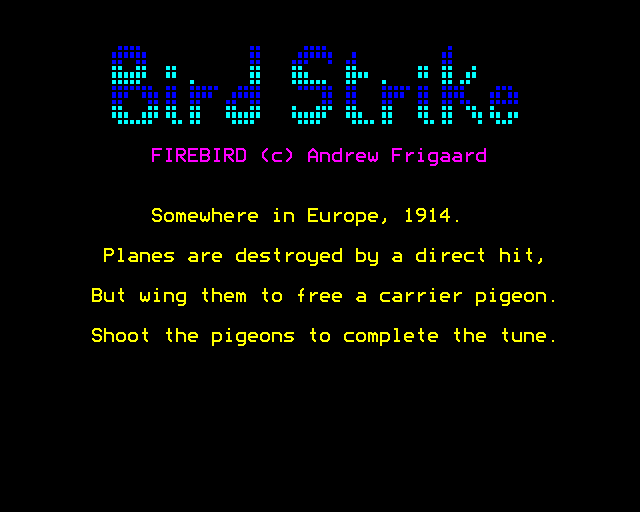 Bird Strike
FIREBIRD (c) Andrew Frigaard
Somewhere in Europe, 1914.
Planes are destroyed by a direct hit,
But wing them to free a carrier pigeon.
Shoot the pigeons to complete the tune.